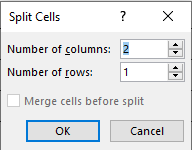 Split Cells ? ×
Number of columns: 2
Number of rows: 1
Merge cells before split
OK Cancel